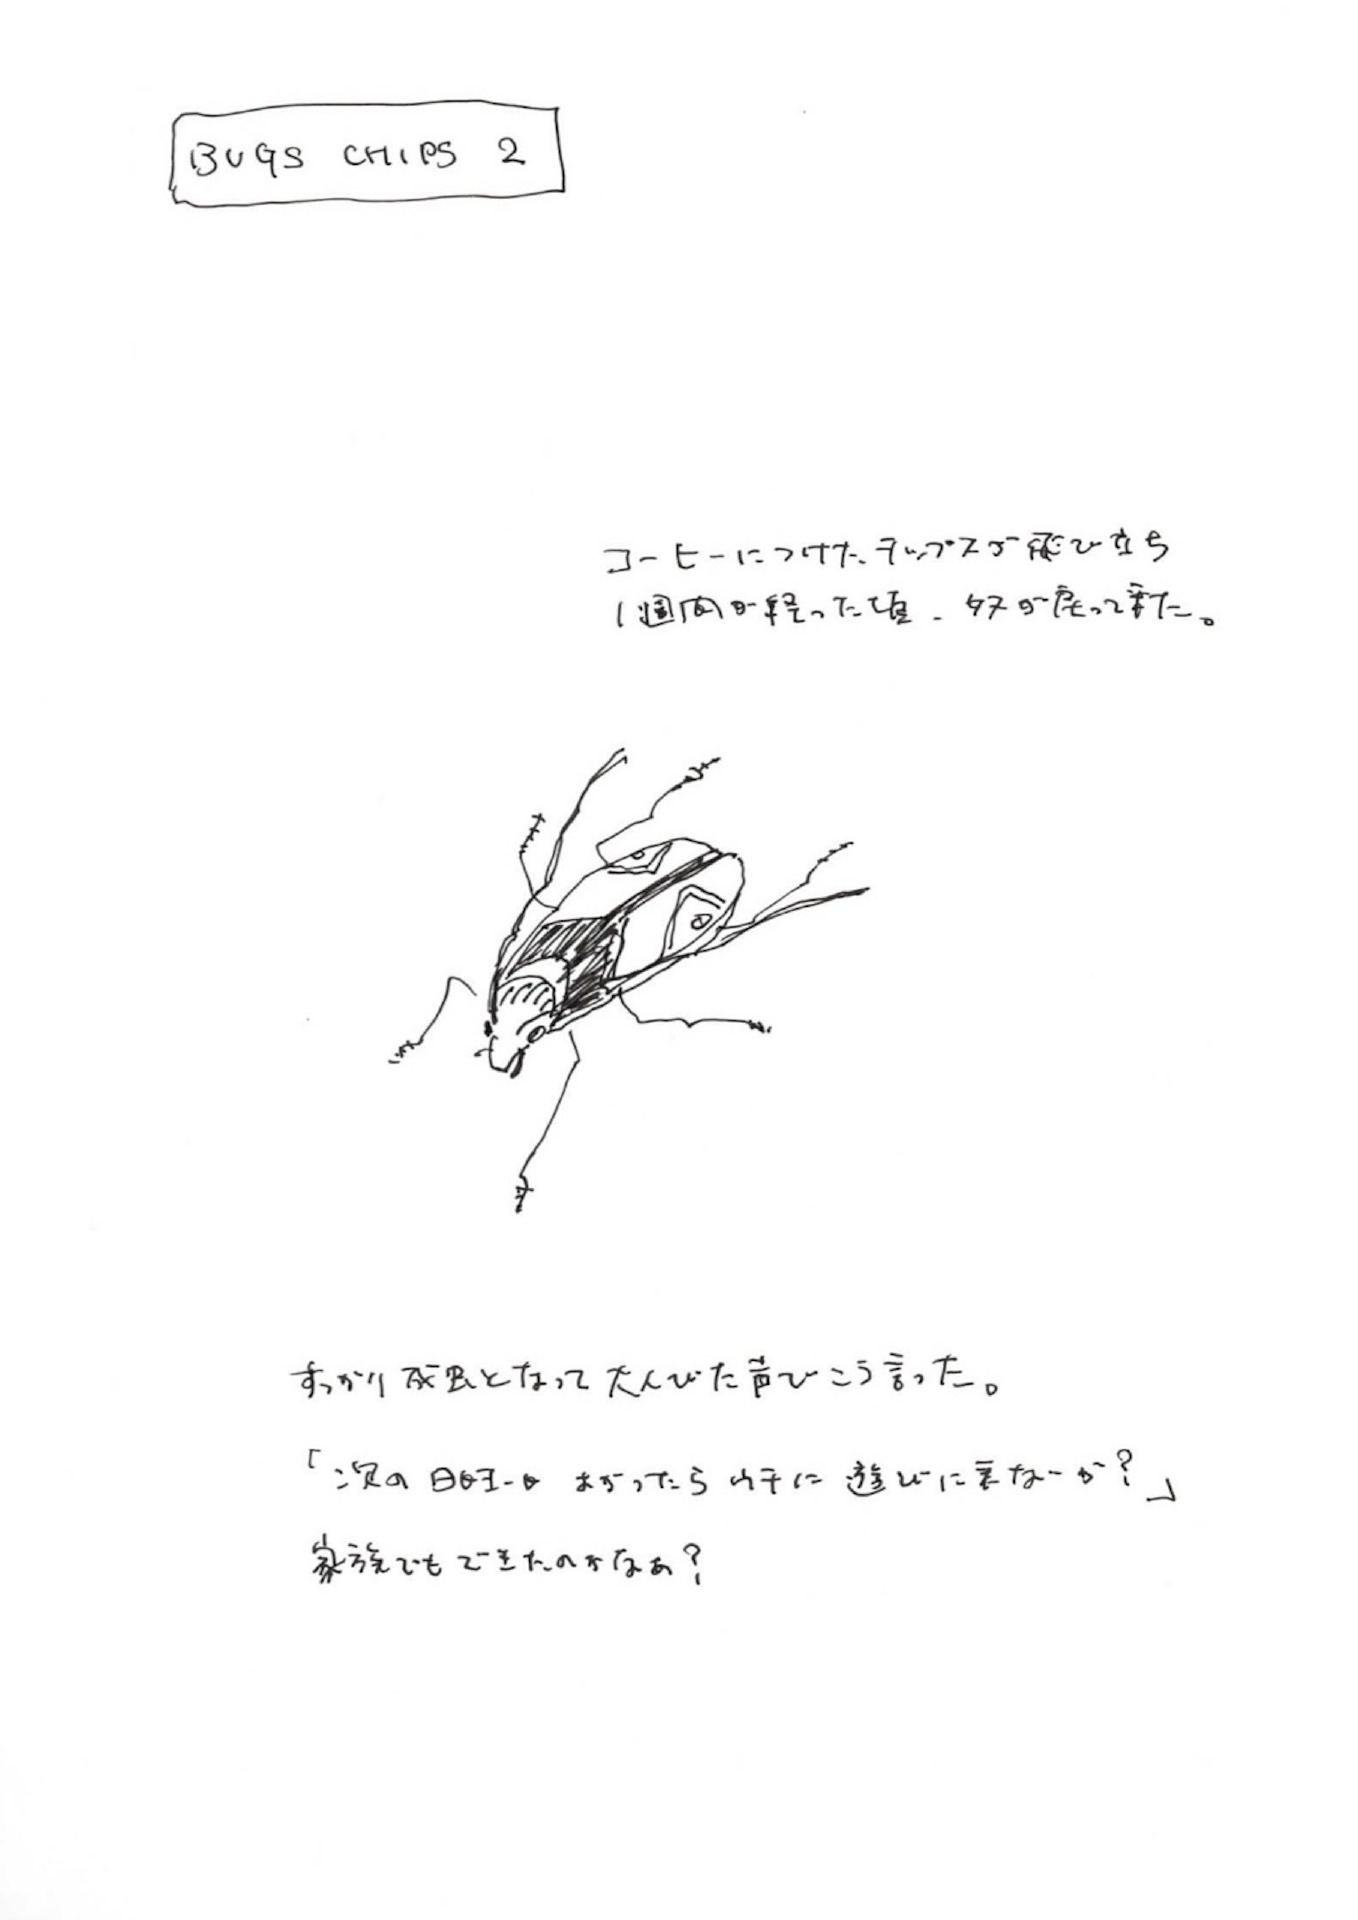 BUGS CHIPS 2
コーヒーにつけたチップスが飛び立ち
1週間が経った頃、奴が戻って来た。
すっかり成虫となって大人びた声でこう言った。
「次の日曜日 よかったらウチに遊びに来ないか?」
家族でもできたのかなぁ?